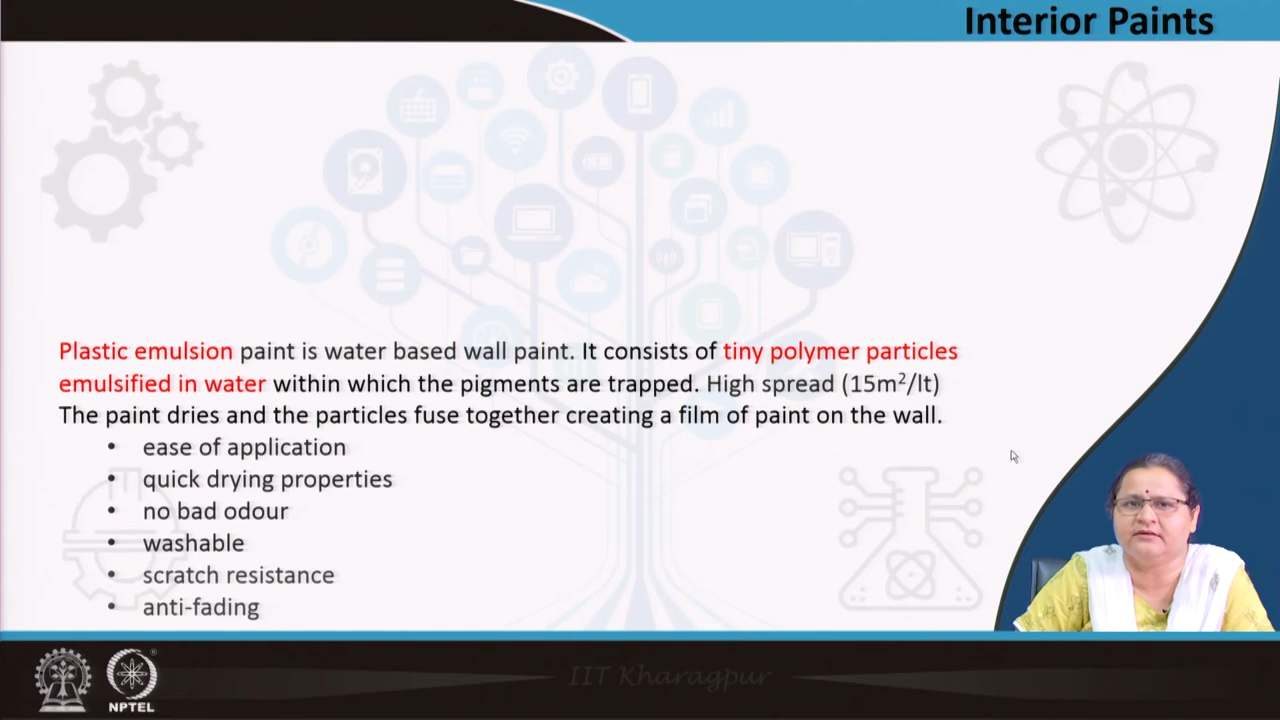 Interior Paints
Plastic emulsion paint is water based wall paint. It consists of tiny polymer particles
emulsified in water within which the pigments are trapped. High spread (15m²/lt)
The paint dries and the particles fuse together creating a film of paint on the wall.
• ease of application
• quick drying properties
• no bad odour
• washable
• scratch resistance
• anti-fading
IIT Kharagpur
NPTEL